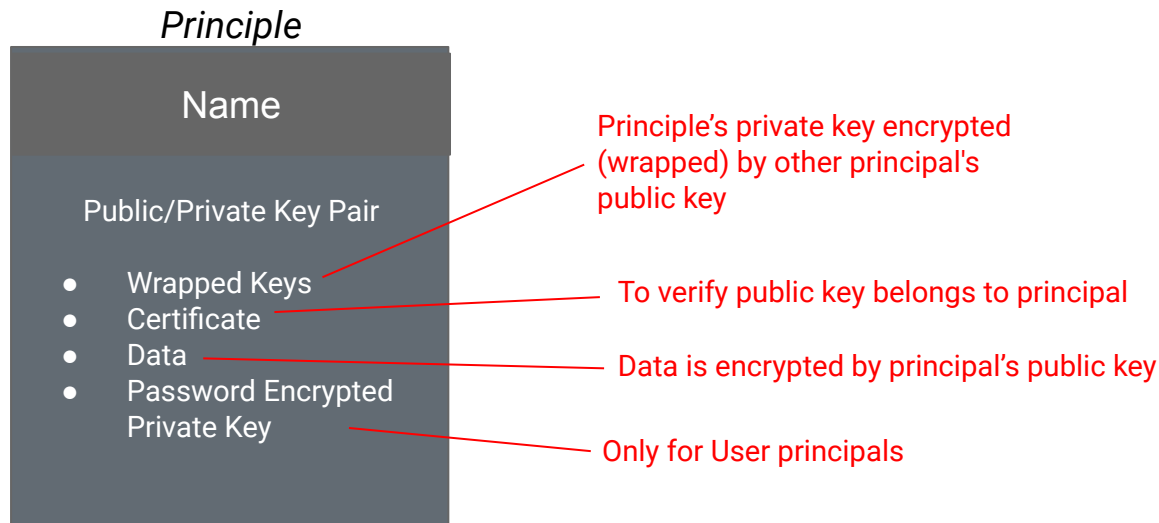 Principle
Name
Principle’s private key encrypted
(wrapped) by other principal's
public key
Public/Private Key Pair
● Wrapped Keys
● Certificate
● Data
● Password Encrypted
Private Key
To verify public key belongs to principal
Data is encrypted by principal’s public key
Only for User principals